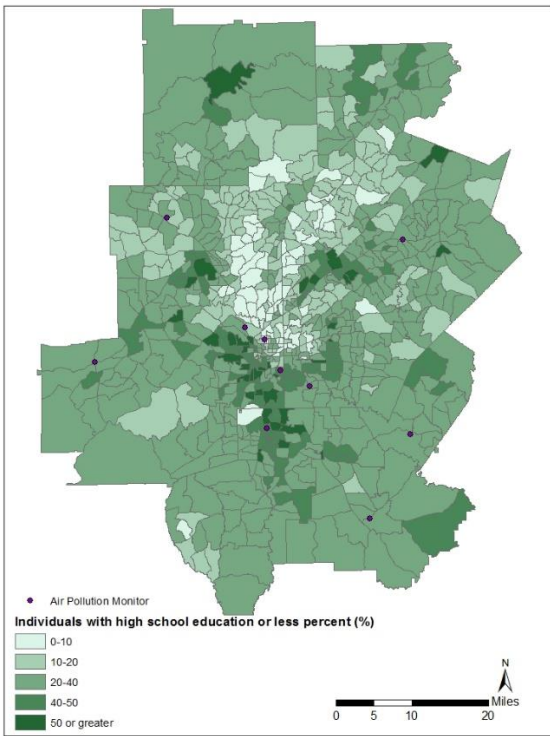 Air Pollution Monitor
Individuals with high school education or less percent (%)
0-10
10-20
20-40
40-50
50 or greater
N
Miles
0 5 10 20